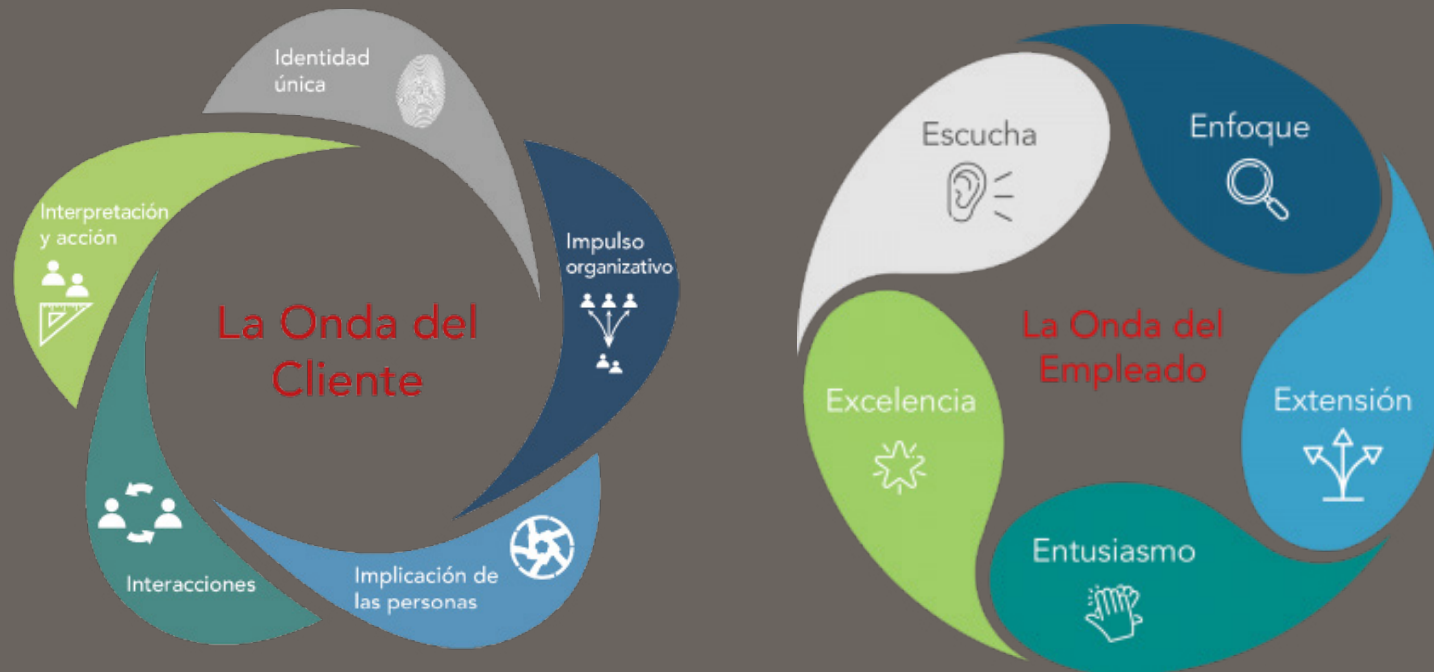 Identidad
única
Impulso
organizativo
Implicación de
las personas
Interacciones
Interpretación
y acción
La Onda del
Cliente
Escucha
Enfoque
Extensión
Entusiasmo
Excelencia
La Onda del
Empleado